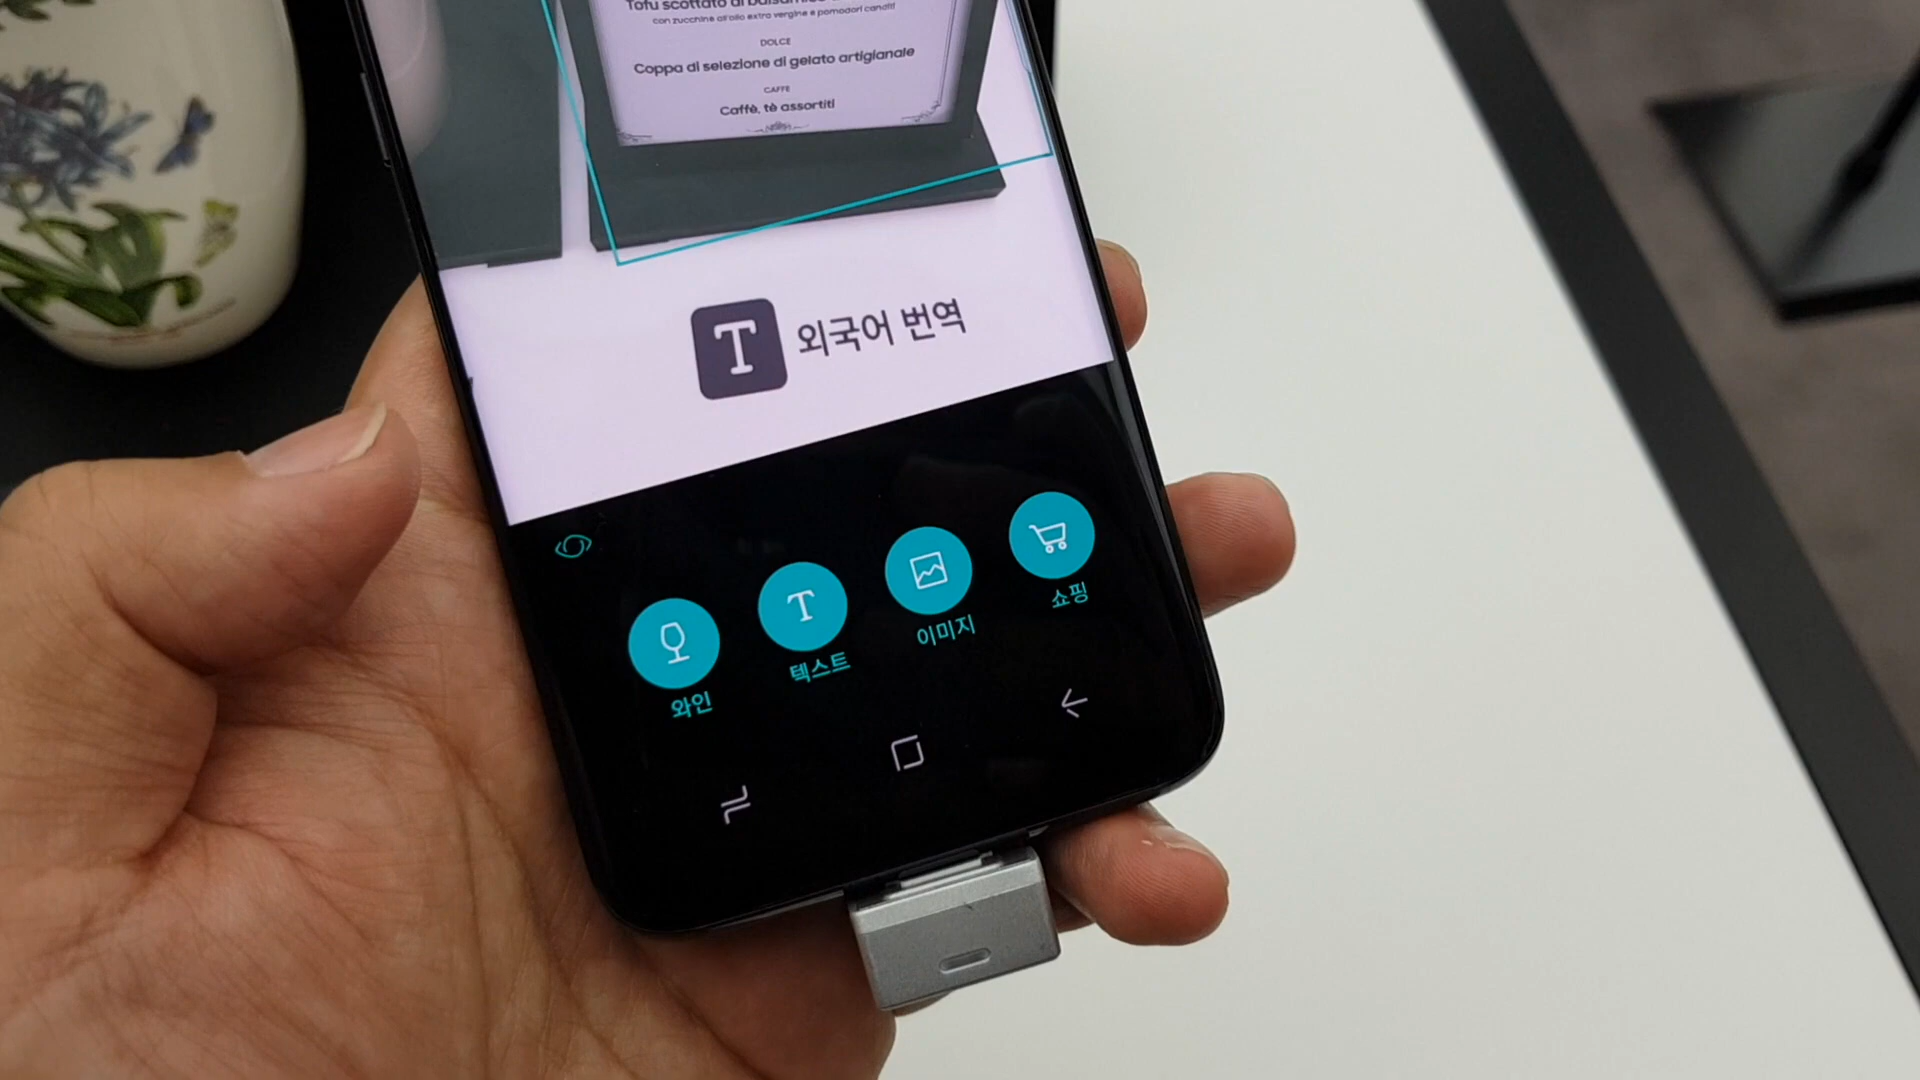 Tofu scottato al balsamico
con zucchine all'olio extra vergine e pomodori canditi
DOLCE
Coppa di selezione di gelato artigianale
CAFFE
Caffè, tè assortiti
T 외국어 번역
와인
T
텍스트
이미지
쇼핑